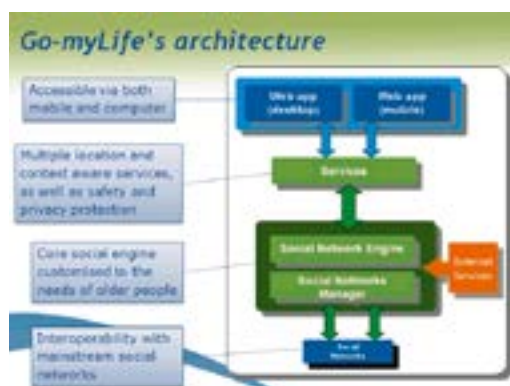 Go-myLife's architecture
Accessible via both
mobile and computer
Web app
(desktop)
Web app
(mobile)
Multiple location and
context aware services,
as well as safety and
privacy protection
Services
Core social engine
customised to the
needs of older people
Social Network Engine
Social Networks
Manager
External
Services
Interoperability with
mainstream social
networks
Social
Networks